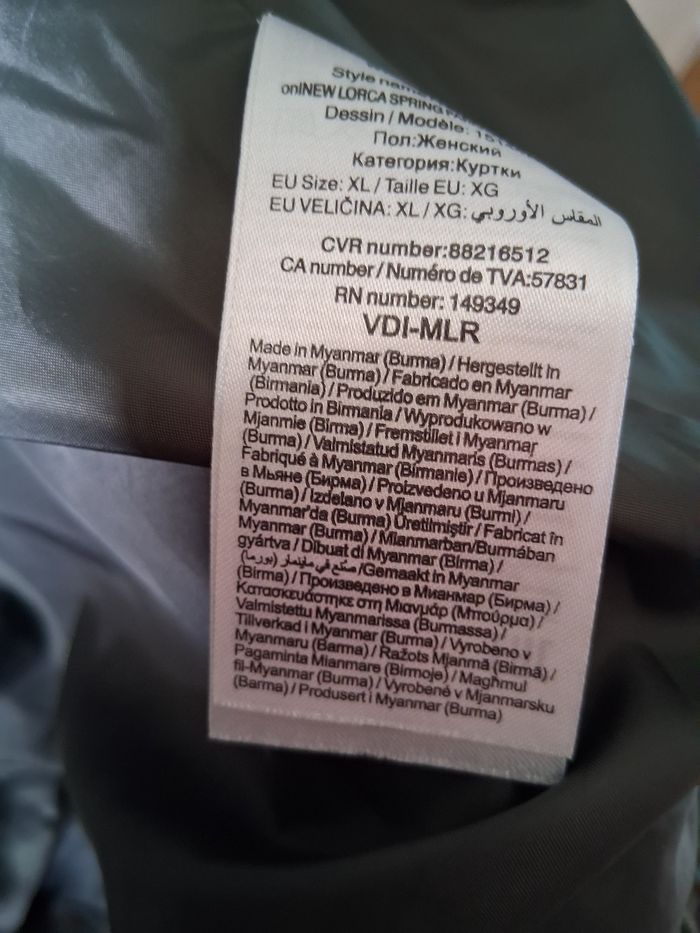 Style name
onlNEW LORCA SPRING
Dessin / Modèle:
Пол:Женский
Категория:Куртки
EU Size: XL / Taille EU: XG
EU VELIČINA: XL / XG: المقاس الأوروبي
CVR number:88216512
CA number / Numéro de TVA:57831
RN number: 149349
VDI-MLR
Made in Myanmar (Burma) / Hergestellt in
Myanmar (Burma) / Fabricado en Myanmar
(Birmania) / Produzido em Myanmar (Burma) /
Prodotto in Birmania / Wyprodukowano w
Mjanmie (Birma) / Fremstillet i Myanmar
(Burma) / Valmistatud Myanmaris (Burmas) /
Fabriqué à Myanmar (Birmanie) / Произведено
в Мьяне (Бирма) / Proizvedeno u Mjanmaru
(Burma) / Izdelano v Mjanmaru (Burmi) /
Myanmar'da (Burma) Üretilmiştir / Fabricat în
Myanmar (Burma) / Mianmarban/Burmában
gyártva / Dibuat di Myanmar (Birma) /
صنع في ميانمار (بورما) /Gemaakt in Myanmar
(Birma) / Произведено в Мианмар (Бирма) /
Κατασκευάστηκε στη Μιανμάρ (Μπούρμα) /
Valmistettu Myanmarissa (Burmassa) /
Tillverkad i Myanmar (Burma) / Vyrobeno v
Myanmaru (Barma) / Ražots Mjanmā (Birmā) /
Pagaminta Mianmare (Birmoje) / Magħmul
fil-Myanmar (Burma) / Vyrobené v Mjanmarsku
(Barma) / Produsert i Myanmar (Burma)